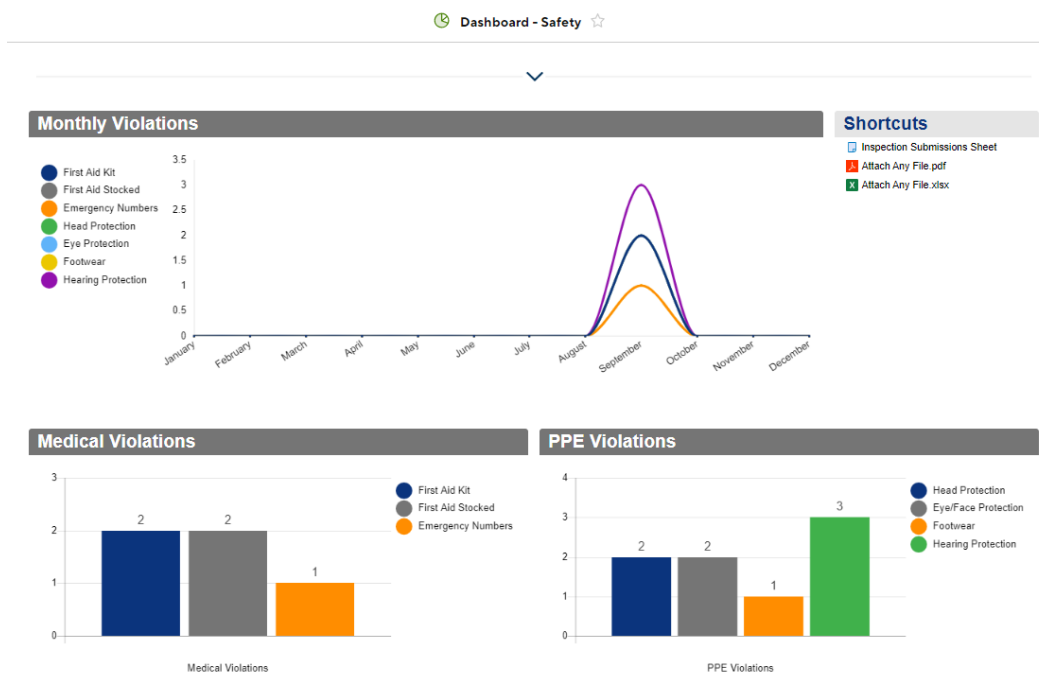 Dashboard - Safety
Monthly Violations
First Aid Kit
First Aid Stocked
Emergency Numbers
Head Protection
Eye Protection
Footwear
Hearing Protection
3.5
3
2.5
2
1.5
1
0.5
0
January
February
March
April
May
June
July
August
September
October
November
December
Shortcuts
Inspection Submissions Sheet
Attach Any File.pdf
X Attach Any File.xlsx
Medical Violations
3
2
1
0
2
2
1
First Aid Kit
First Aid Stocked
Emergency Numbers
Medical Violations
PPE Violations
4
3
2
1
0
2
2
1
3
Head Protection
Eye/Face Protection
Footwear
Hearing Protection
PPE Violations